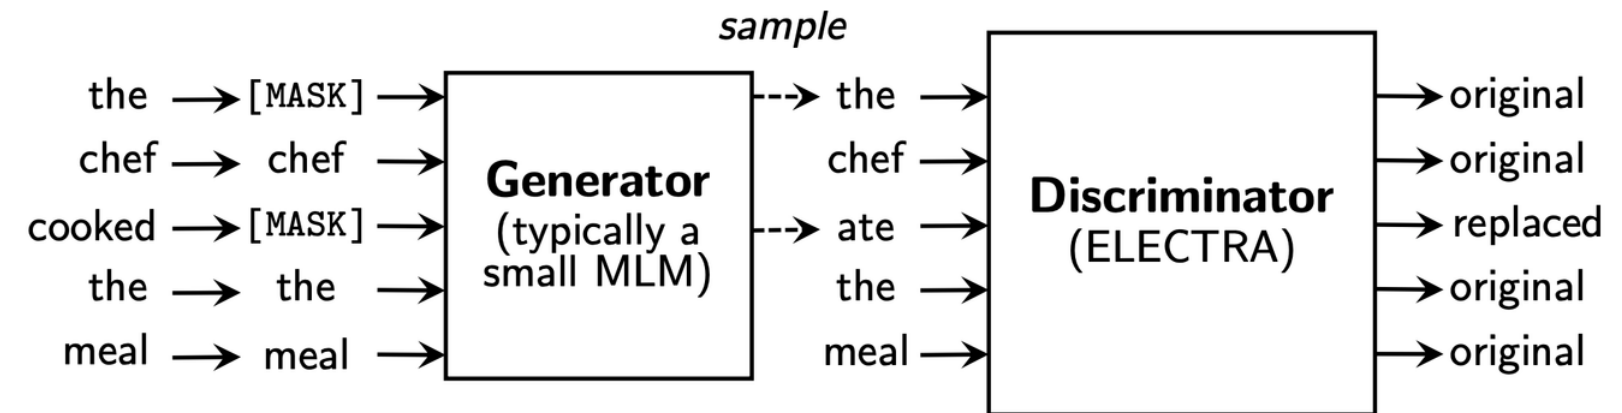 sample
the [MASK] the original
chef chef chef original
Generator
(typically a
small MLM)
Discriminator
(ELECTRA)
cooked [MASK] ate replaced
the the the original
meal meal meal original